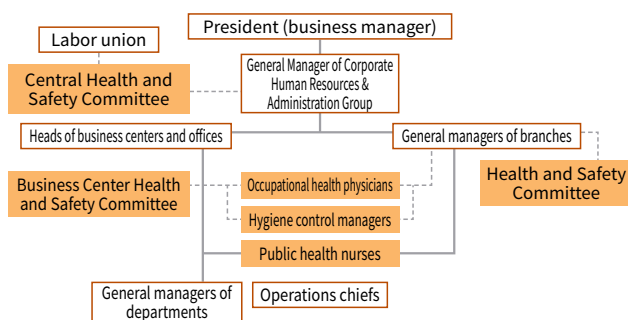 President (business manager)
Labor union
General Manager of Corporate
Human Resources &
Administration Group
Central Health and
Safety Committee
Heads of business centers and offices
General managers of branches
Business Center Health
and Safety Committee
Occupational health physicians
Health and Safety
Committee
Hygiene control managers
Public health nurses
General managers of
departments
Operations chiefs